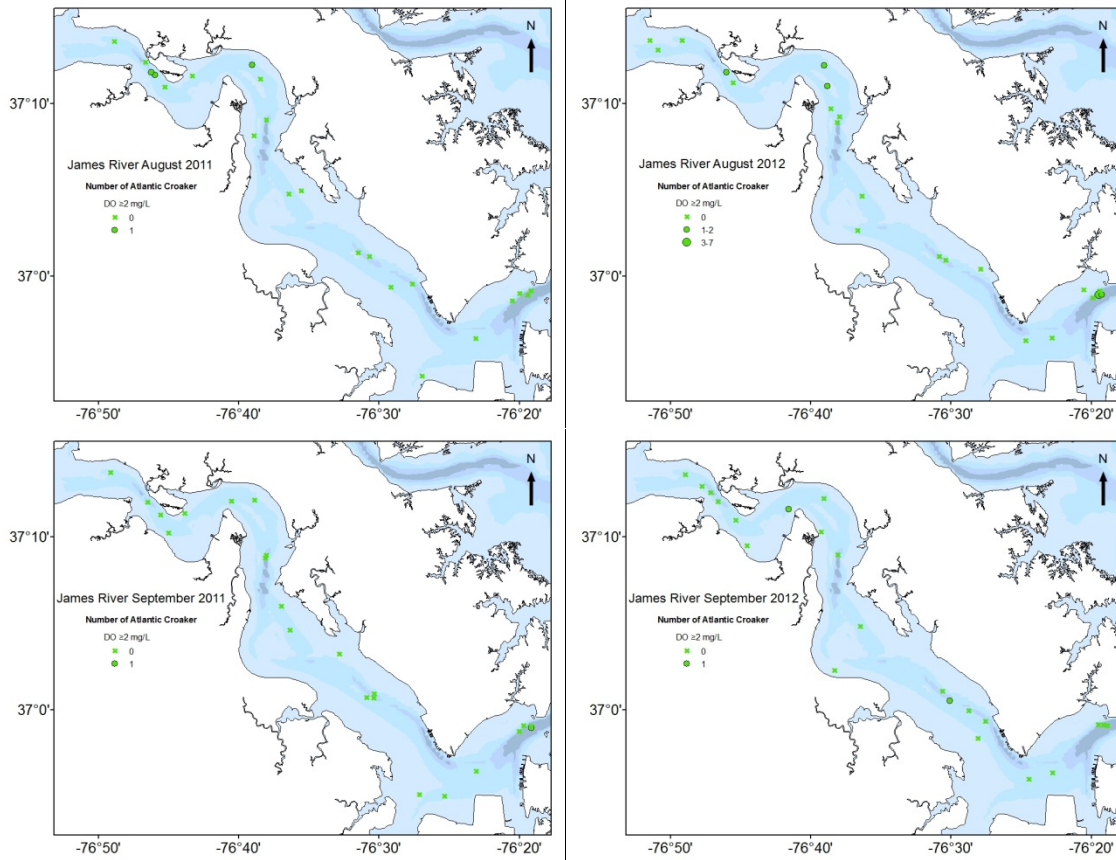 N
37°10'
James River August 2011
Number of Atlantic Croaker
DO ≥2 mg/L
0
1
37°0'
-76°50' -76°40' -76°30' -76°20'
N
37°10'
James River August 2012
Number of Atlantic Croaker
DO ≥2 mg/L
0
1-2
3-7
37°0'
-76°50' -76°40' -76°30' -76°20'
N
37°10'
James River September 2011
Number of Atlantic Croaker
DO ≥2 mg/L
0
1
37°0'
-76°50' -76°40' -76°30' -76°20'
N
37°10'
James River September 2012
Number of Atlantic Croaker
DO ≥2 mg/L
0
1
37°0'
-76°50' -76°40' -76°30' -76°20'